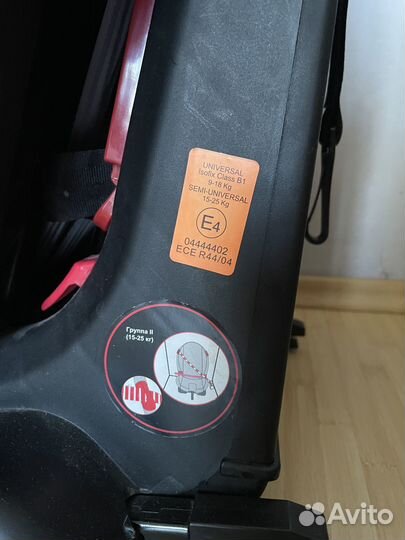 UNIVERSAL
Isofix Class B1
9-18 Kg
SEMI-UNIVERSAL
15-25 Kg
E4
04444402
ECE R44/04
Группа II
(15-25 кг)
Avito